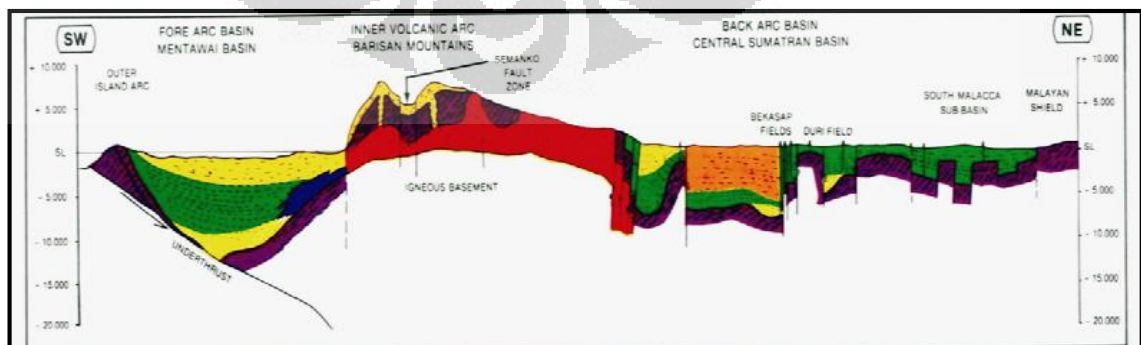 SW
FORE ARC BASIN
MENTAWAI BASIN
INNER VOLCANIC ARC
BARISAN MOUNTAINS
BACK ARC BASIN
CENTRAL SUMATRAN BASIN
NE
OUTER
ISLAND ARC
SEMANKO
FAULT
ZONE
BEKASAP
FIELDS
DURI FIELD
SOUTH MALACCA
SUB BASIN
MALAYAN
SHIELD
+ 10.000
+ 5.000
SL
- 5.000
- 10.000
- 15.000
- 20.000
UNDERTHRUST
IGNEOUS BASEMENT
+ 10.000
+ 5.000
SL
- 5.000
- 10.000
- 15.000
- 20.000